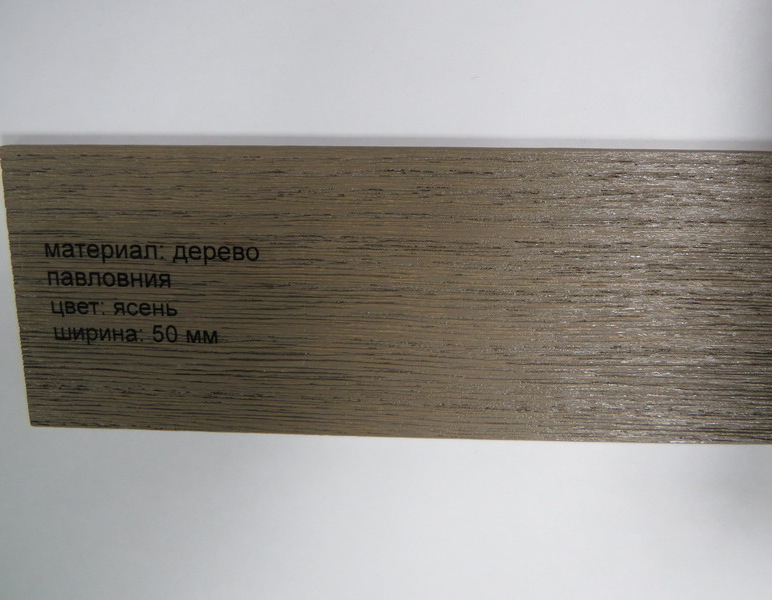 материал: дерево
павловния
цвет: ясень
ширина: 50 мм